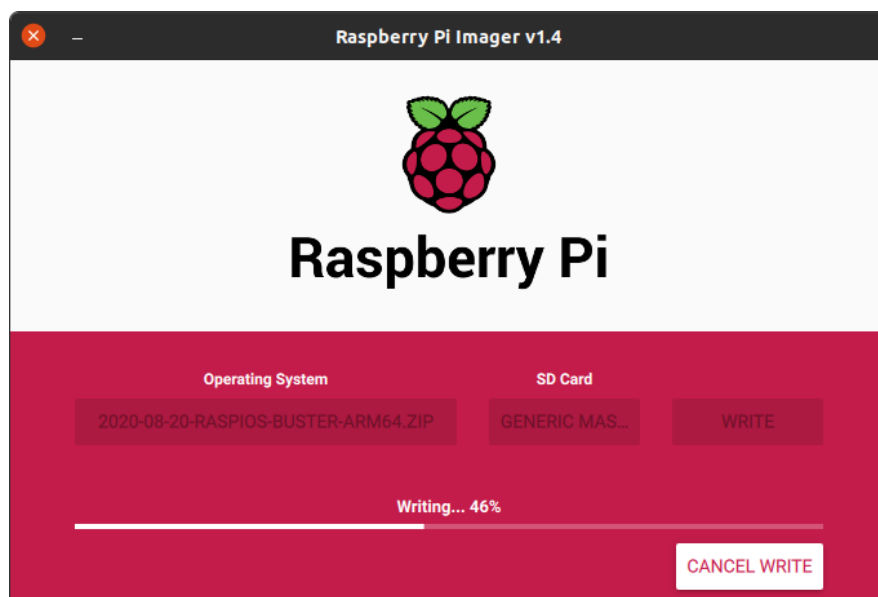 Raspberry Pi Imager v1.4
Raspberry Pi
Operating System
SD Card
2020-08-20-RASPIOS-BUSTER-ARM64.ZIP
GENERIC MAS...
WRITE
Writing... 46%
CANCEL WRITE